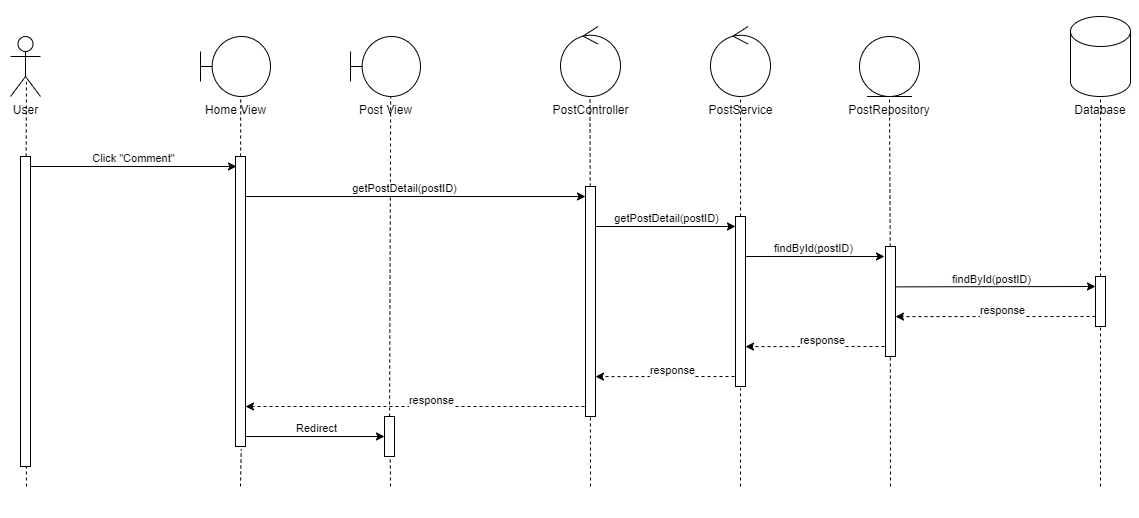 User
Home View
Post View
PostController
PostService
PostRepository
Database
Click "Comment"
getPostDetail(postID)
getPostDetail(postID)
findById(postID)
findById(postID)
response
response
response
response
Redirect